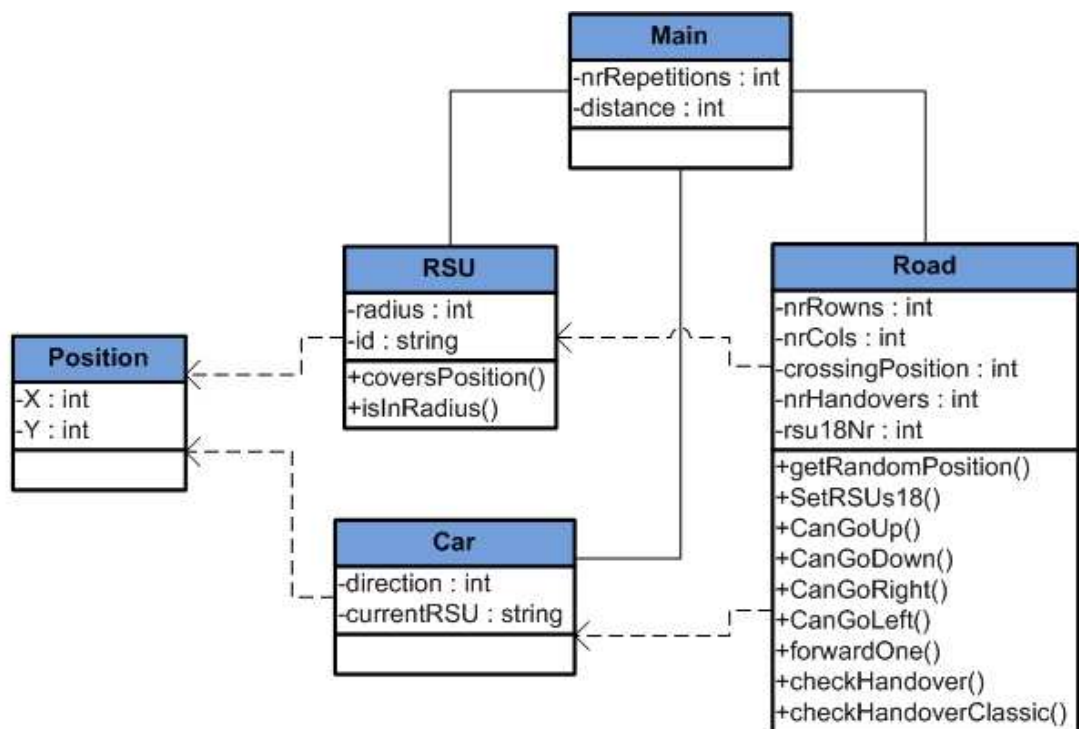 Main
-nrRepetitions : int
-distance : int
RSU
-radius : int
-id : string
+coversPosition()
+isInRadius()
Road
-nrRowns : int
-nrCols : int
-crossingPosition : int
-nrHandovers : int
-rsu18Nr : int
+getRandomPosition()
+SetRSUs18()
+CanGoUp()
+CanGoDown()
+CanGoRight()
+CanGoLeft()
+forwardOne()
+checkHandover()
+checkHandoverClassic()
Position
-X : int
-Y : int
Car
-direction : int
-currentRSU : string